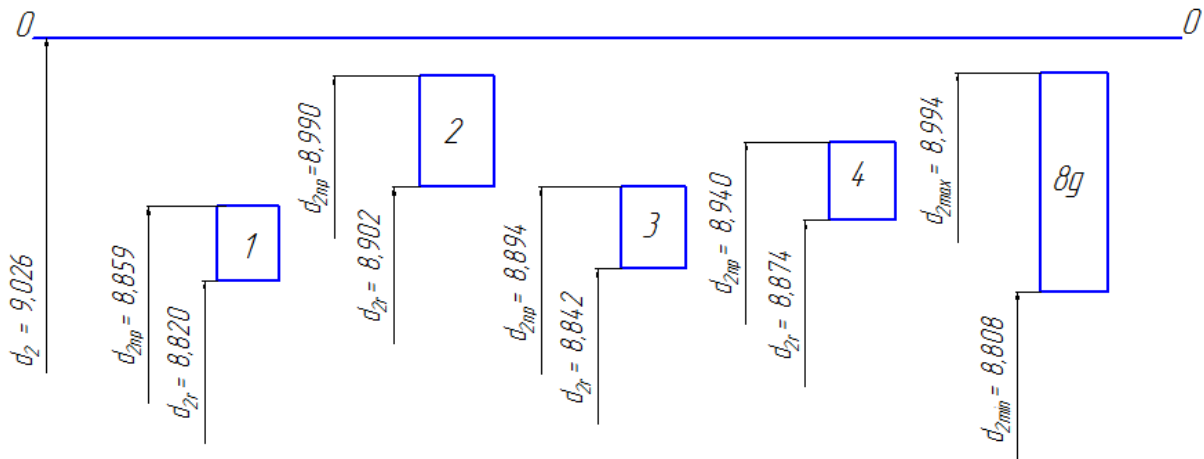 0 0
d₂ = 9,026
d₂пр = 8,859
d₂r = 8,820
1
d₂пр = 8,990
d₂r = 8,902
2
d₂пр = 8,894
d₂r = 8,842
3
d₂пр = 8,940
d₂r = 8,874
4
d₂max = 8,994
d₂min = 8,808
8g